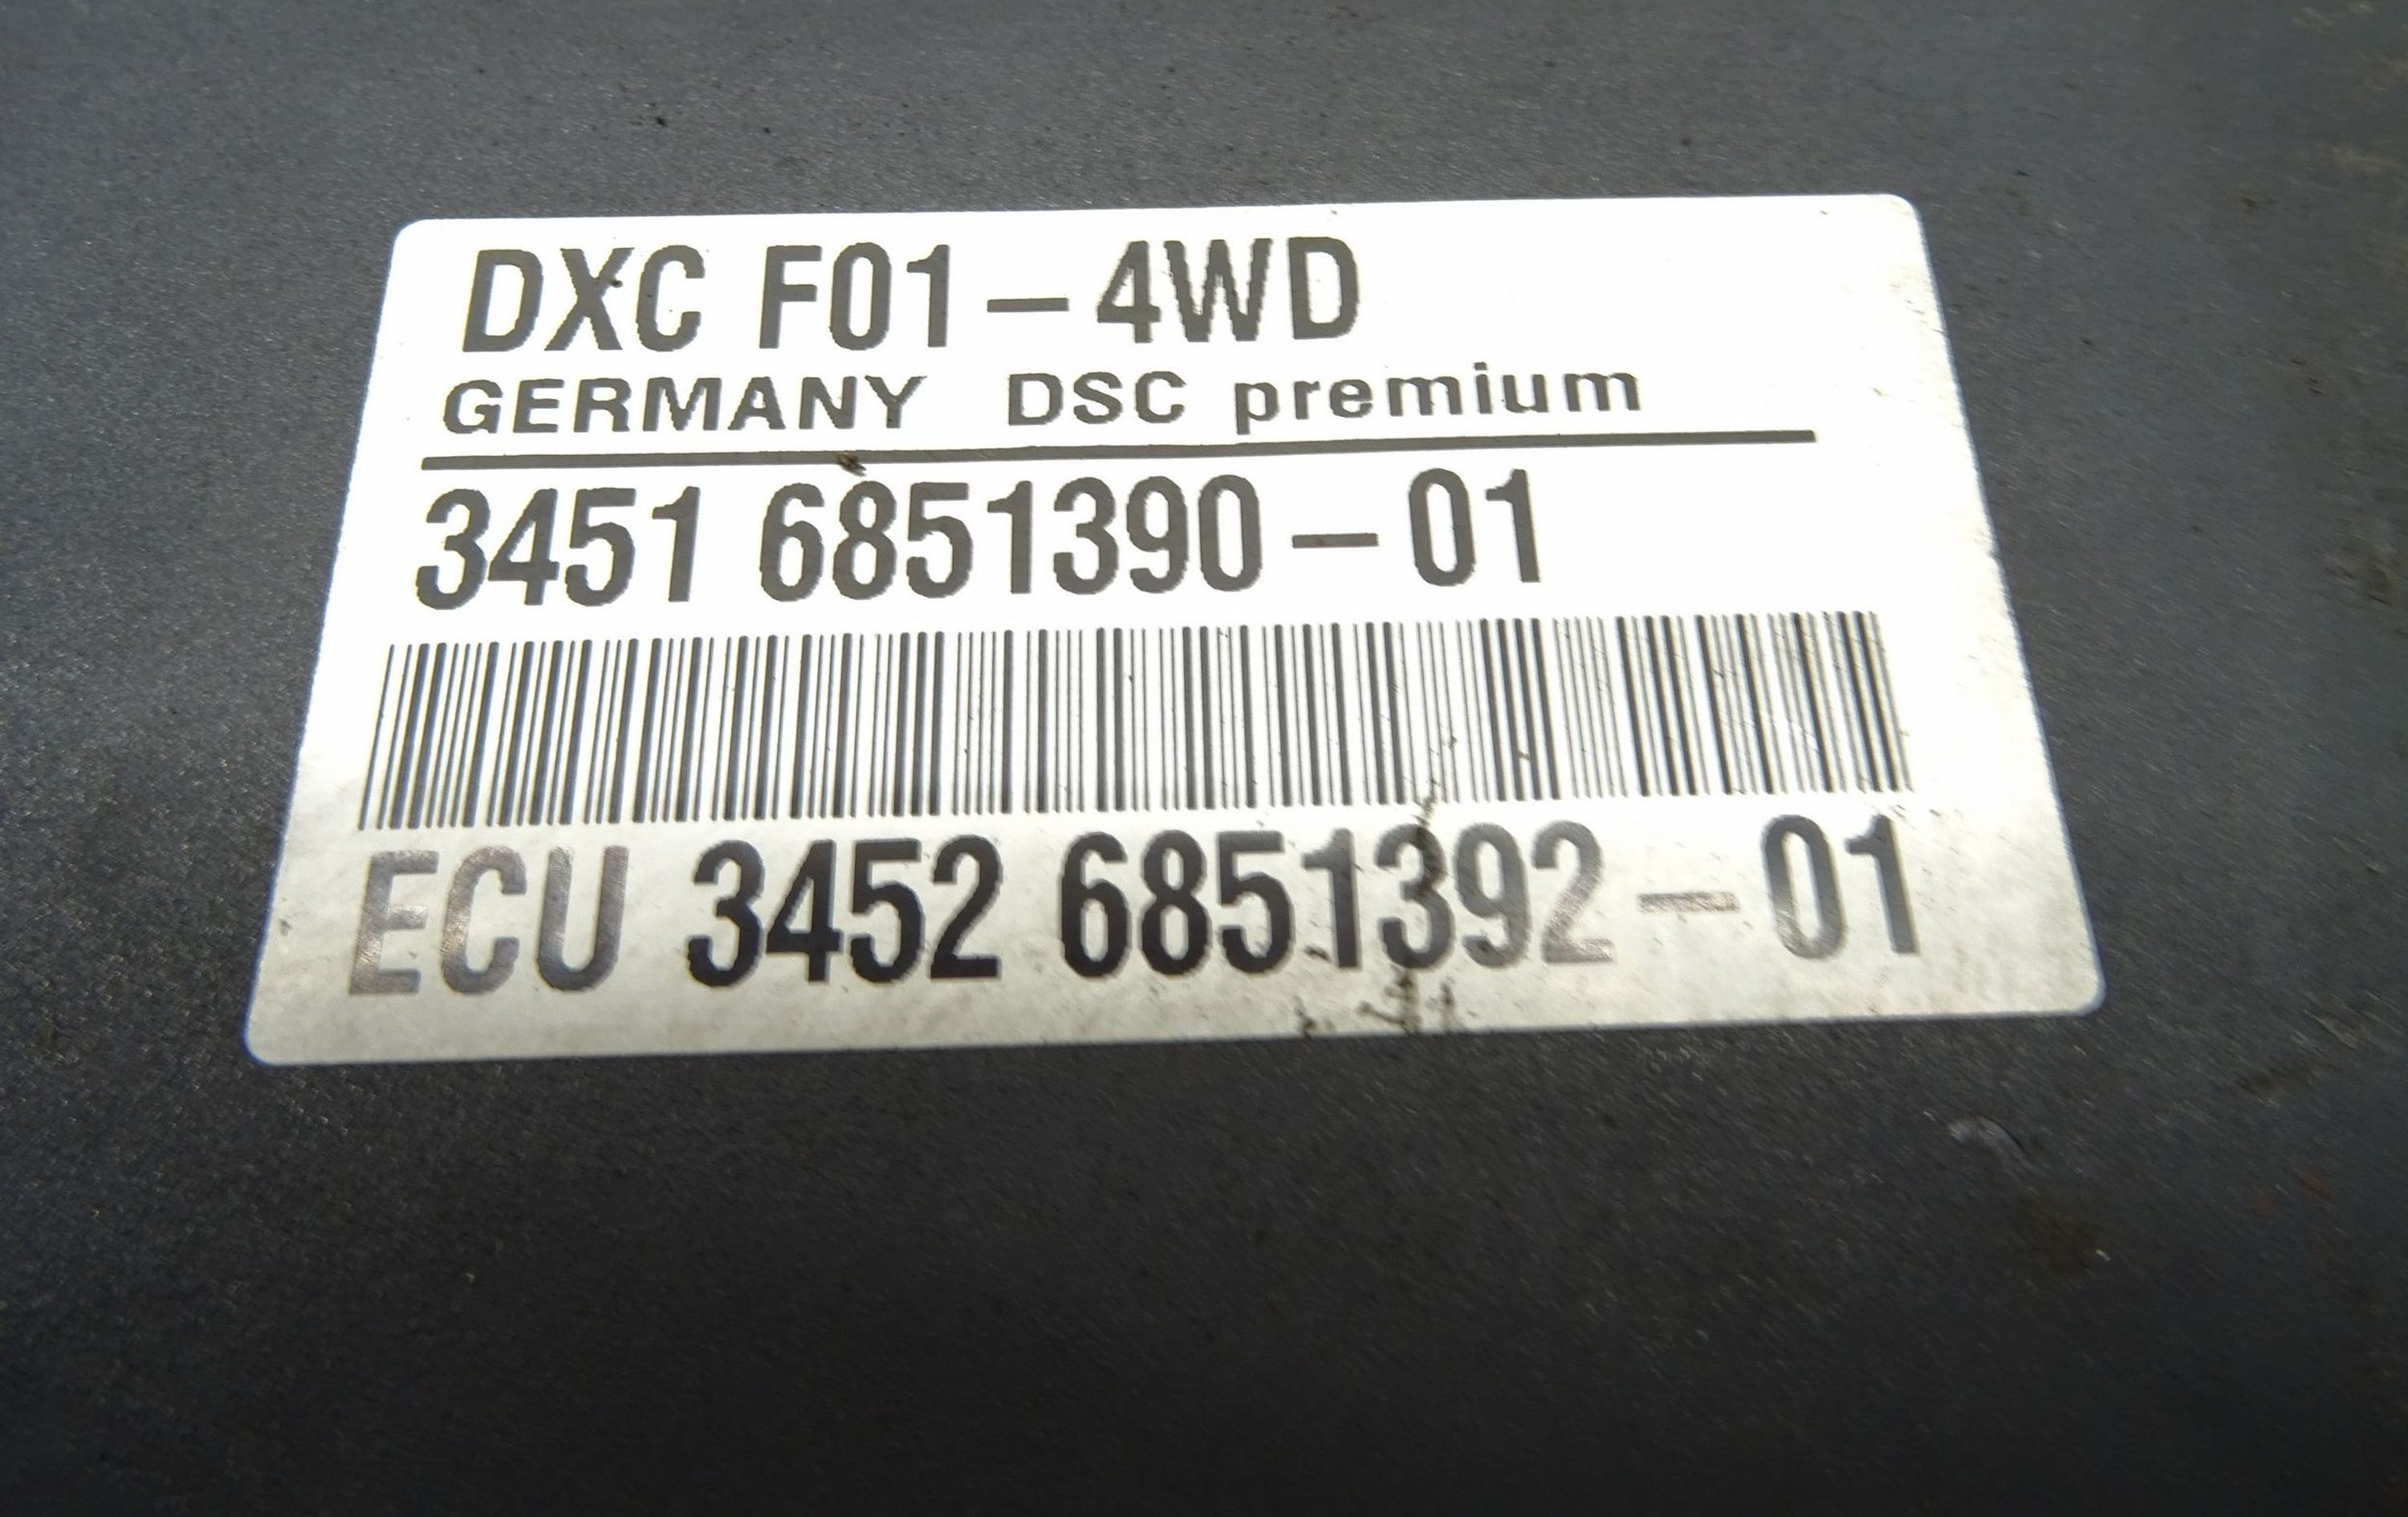 DXC F01-4WD
GERMANY DSC premium
3451 6851390-01
ECU 3452 6851392-01